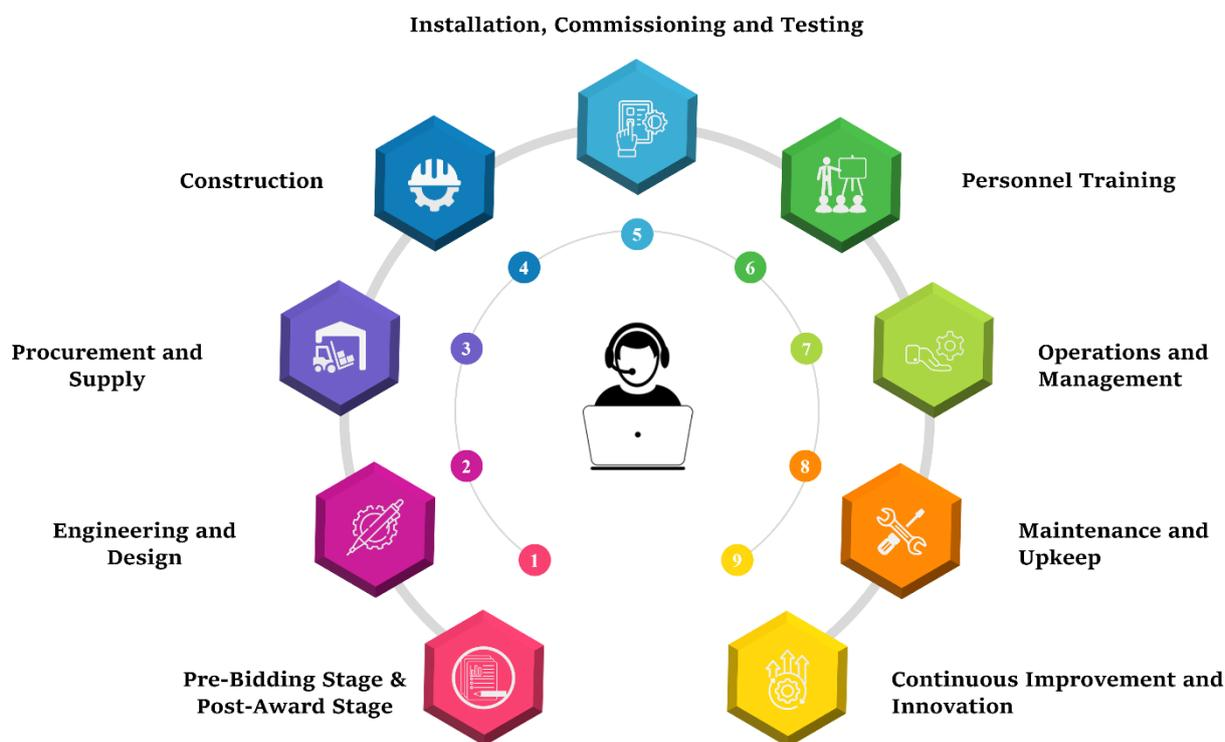 Installation, Commissioning and Testing
Construction
Personnel Training
5
4
6
3
7
Procurement and
Supply
Operations and
Management
2
8
Engineering and
Design
Maintenance and
Upkeep
1
9
Pre-Bidding Stage &
Post-Award Stage
Continuous Improvement and
Innovation